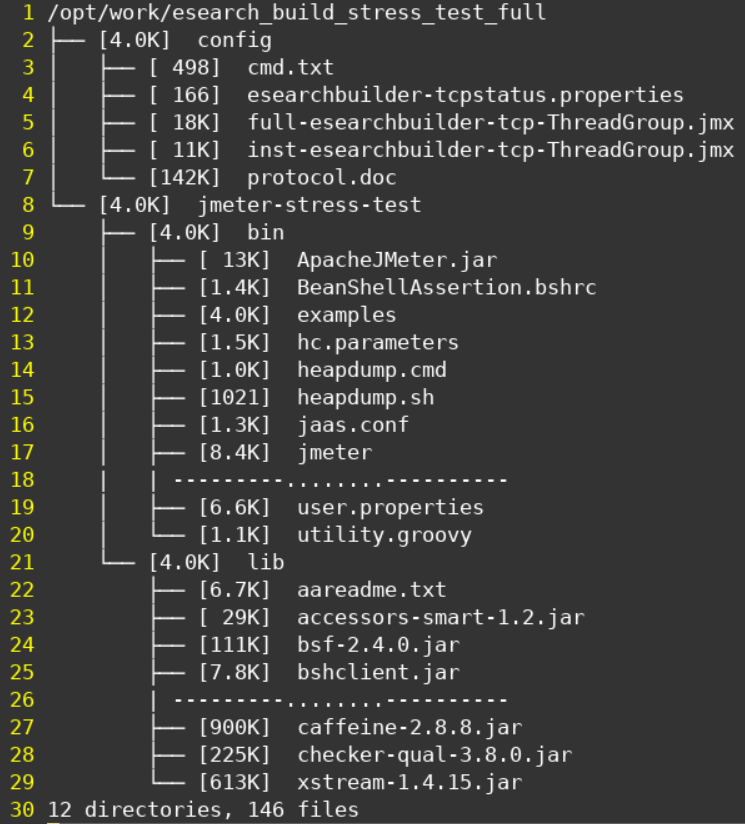 1 /opt/work/esearch_build_stress_test_full
2 ├── [4.0K]  config
3 │   ├── [ 498]  cmd.txt
4 │   ├── [ 166]  esearchbuilder-tcpstatus.properties
5 │   ├── [ 18K]  full-esearchbuilder-tcp-ThreadGroup.jmx
6 │   ├── [ 11K]  inst-esearchbuilder-tcp-ThreadGroup.jmx
7 │   └── [142K]  protocol.doc
8 └── [4.0K]  jmeter-stress-test
9     ├── [4.0K]  bin
10     │   ├── [ 13K]  ApacheJMeter.jar
11     │   ├── [1.4K]  BeanShellAssertion.bshrc
12     │   ├── [4.0K]  examples
13     │   ├── [1.5K]  hc.parameters
14     │   ├── [1.0K]  heapdump.cmd
15     │   ├── [1021]  heapdump.sh
16     │   ├── [1.3K]  jaas.conf
17     │   ├── [8.4K]  jmeter
18     |   | ---------........----------
19     │   ├── [6.6K]  user.properties
20     │   └── [1.1K]  utility.groovy
21     └── [4.0K]  lib
22         ├── [6.7K]  aareadme.txt
23         ├── [ 29K]  accessors-smart-1.2.jar
24         ├── [111K]  bsf-2.4.0.jar
25         ├── [7.8K]  bshclient.jar
26         | ---------........----------
27         ├── [900K]  caffeine-2.8.8.jar
28         ├── [225K]  checker-qual-3.8.0.jar
29         └── [613K]  xstream-1.4.15.jar
30 12 directories, 146 files